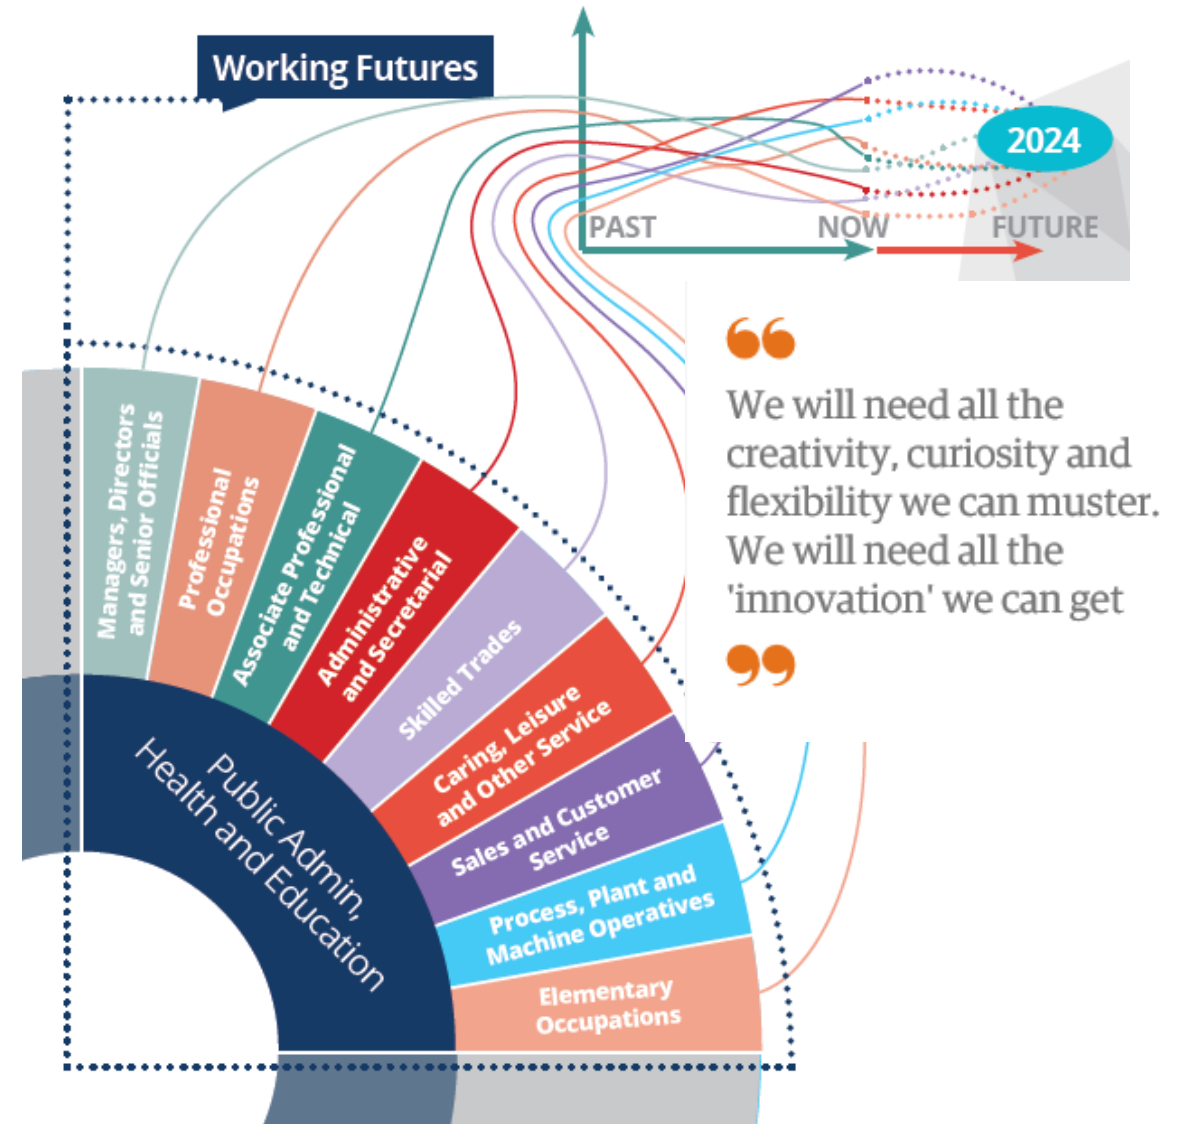 Working Futures
2024
PAST
NOW
FUTURE
“
We will need all the
creativity, curiosity and
flexibility we can muster.
We will need all the
'innovation' we can get
”
Managers, Directors
and Senior Officials
Professional
Occupations
Associate Professional
and Technical
Administrative
and Secretarial
Skilled Trades
Caring, Leisure
and Other Service
Sales and Customer
Service
Process, Plant and
Machine Operatives
Elementary
Occupations
Public Admin,
Health and Education